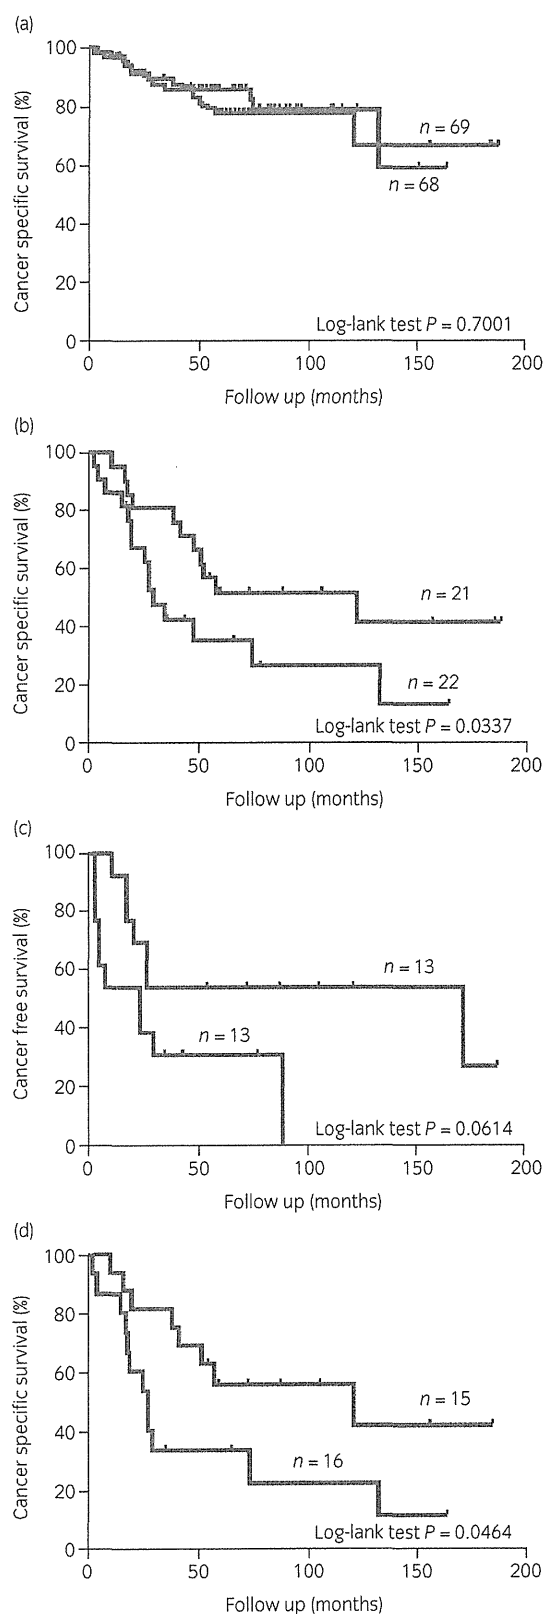 (a)
100
80
60
40
20
0
Cancer specific survival (%)
n = 69
n = 68
Log-lank test P = 0.7001
0 50 100 150 200
Follow up (months)
(b)
100
80
60
40
20
0
Cancer specific survival (%)
n = 21
n = 22
Log-lank test P = 0.0337
0 50 100 150 200
Follow up (months)
(c)
100
80
60
40
20
0
Cancer free survival (%)
n = 13
n = 13
Log-lank test P = 0.0614
0 50 100 150 200
Follow up (months)
(d)
100
80
60
40
20
0
Cancer specific survival (%)
n = 15
n = 16
Log-lank test P = 0.0464
0 50 100 150 200
Follow up (months)